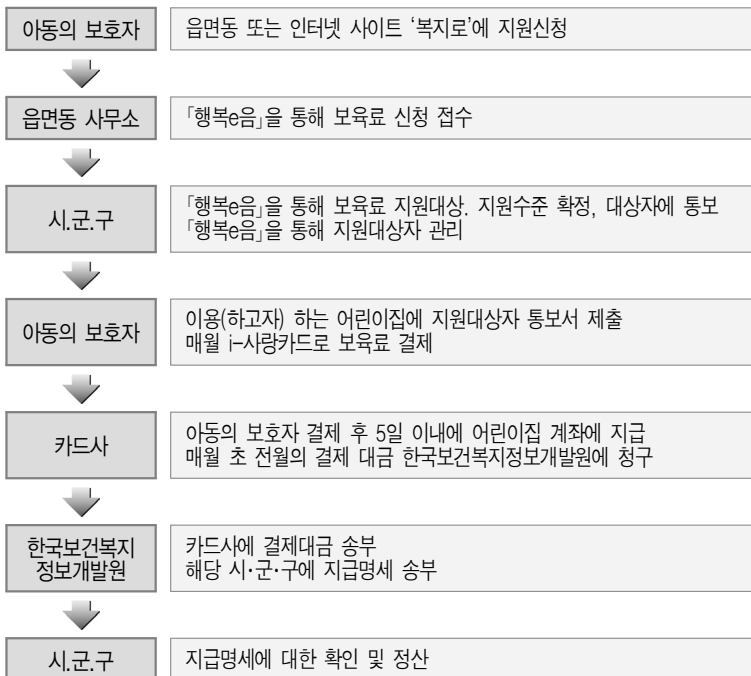 아동의 보호자
읍면동 또는 인터넷 사이트 ‘복지로’에 지원신청
읍면동 사무소
「행복e음」을 통해 보육료 신청 접수
시.군.구
「행복e음」을 통해 보육료 지원대상. 지원수준 확정, 대상자에 통보
「행복e음」을 통해 지원대상자 관리
아동의 보호자
이용(하고자) 하는 어린이집에 지원대상자 통보서 제출
매월 i-사랑카드로 보육료 결제
카드사
아동의 보호자 결제 후 5일 이내에 어린이집 계좌에 지급
매월 초 전월의 결제 대금 한국보건복지정보개발원에 청구
한국보건복지
정보개발원
카드사에 결제대금 송부
해당 시·군·구에 지급명세 송부
시.군.구
지급명세에 대한 확인 및 정산